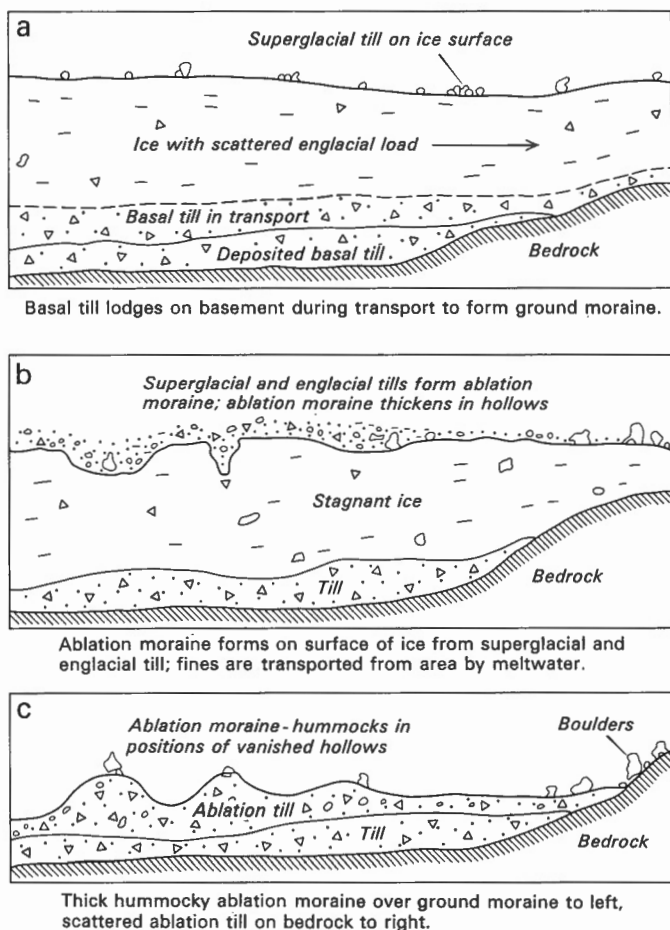 a
Superglacial till on ice surface
Ice with scattered englacial load
Basal till in transport
Deposited basal till
Bedrock
Basal till lodges on basement during transport to form ground moraine.
b
Superglacial and englacial tills form ablation
moraine; ablation moraine thickens in hollows
Stagnant ice
Till
Bedrock
Ablation moraine forms on surface of ice from superglacial and
englacial till; fines are transported from area by meltwater.
c
Ablation moraine-hummocks in
positions of vanished hollows
Boulders
Ablation till
Till
Bedrock
Thick hummocky ablation moraine over ground moraine to left,
scattered ablation till on bedrock to right.